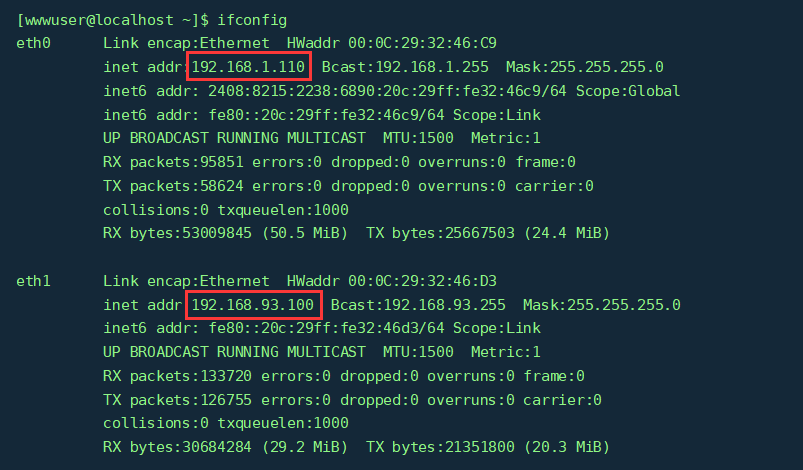 [wwwuser@localhost ~]$ ifconfig
eth0      Link encap:Ethernet  HWaddr 00:0C:29:32:46:C9
          inet addr:192.168.1.110  Bcast:192.168.1.255  Mask:255.255.255.0
          inet6 addr: 2408:8215:2238:6890:20c:29ff:fe32:46c9/64 Scope:Global
          inet6 addr: fe80::20c:29ff:fe32:46c9/64 Scope:Link
          UP BROADCAST RUNNING MULTICAST  MTU:1500  Metric:1
          RX packets:95851 errors:0 dropped:0 overruns:0 frame:0
          TX packets:58624 errors:0 dropped:0 overruns:0 carrier:0
          collisions:0 txqueuelen:1000
          RX bytes:53009845 (50.5 MiB)  TX bytes:25667503 (24.4 MiB)

eth1      Link encap:Ethernet  HWaddr 00:0C:29:32:46:D3
          inet addr 192.168.93.100  Bcast:192.168.93.255  Mask:255.255.255.0
          inet6 addr: fe80::20c:29ff:fe32:46d3/64 Scope:Link
          UP BROADCAST RUNNING MULTICAST  MTU:1500  Metric:1
          RX packets:133720 errors:0 dropped:0 overruns:0 frame:0
          TX packets:126755 errors:0 dropped:0 overruns:0 carrier:0
          collisions:0 txqueuelen:1000
          RX bytes:30684284 (29.2 MiB)  TX bytes:21351800 (20.3 MiB)